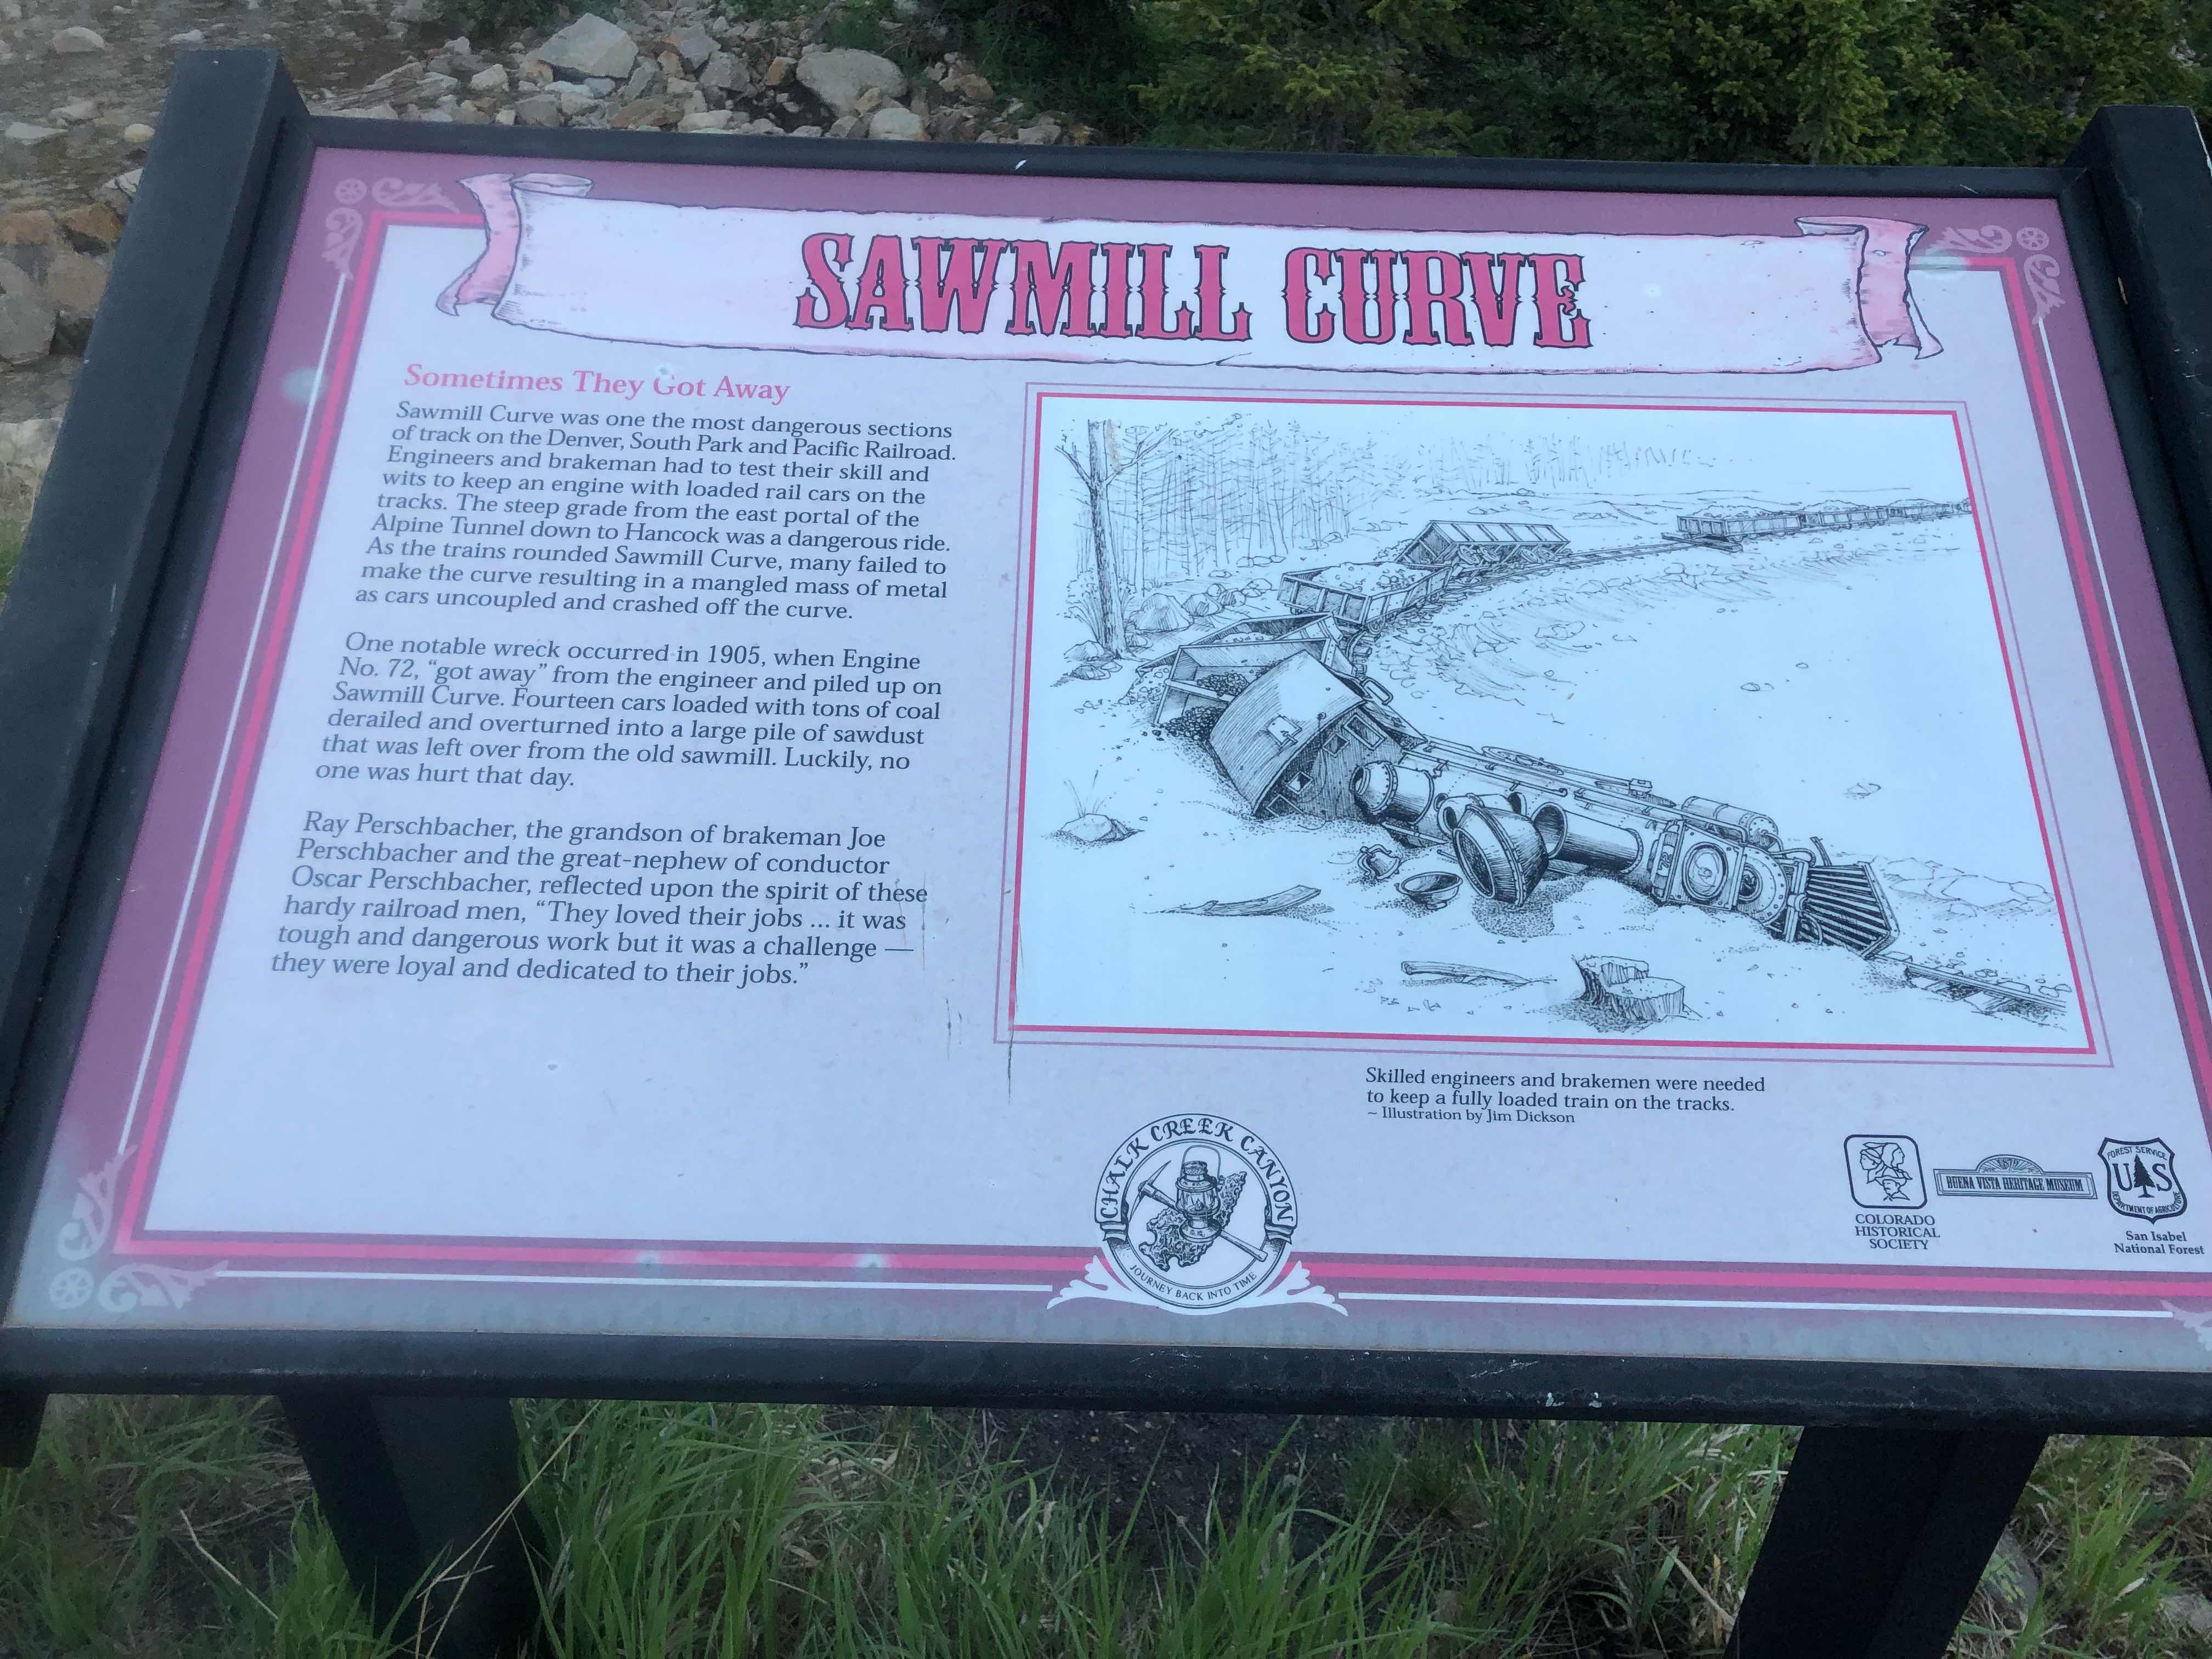 SAWMILL CURVE
Sometimes They Got Away
Sawmill Curve was one the most dangerous sections
of track on the Denver, South Park and Pacific Railroad.
Engineers and brakeman had to test their skill and
wits to keep an engine with loaded rail cars on the
tracks. The steep grade from the east portal of the
Alpine Tunnel down to Hancock was a dangerous ride.
As the trains rounded Sawmill Curve, many failed to
make the curve resulting in a mangled mass of metal
as cars uncoupled and crashed off the curve.
One notable wreck occurred in 1905, when Engine
No. 72, “got away” from the engineer and piled up on
Sawmill Curve. Fourteen cars loaded with tons of coal
derailed and overturned into a large pile of sawdust
that was left over from the old sawmill. Luckily, no
one was hurt that day.
Ray Perschbacher, the grandson of brakeman Joe
Perschbacher and the great-nephew of conductor
Oscar Perschbacher, reflected upon the spirit of these
hardy railroad men, “They loved their jobs ... it was
tough and dangerous work but it was a challenge —
they were loyal and dedicated to their jobs.”
Skilled engineers and brakemen were needed
to keep a fully loaded train on the tracks.
~ Illustration by Jim Dickson
CHALK CREEK CANYON
JOURNEY BACK INTO TIME
COLORADO
HISTORICAL
SOCIETY
BUENA VISTA HERITAGE MUSEUM
FOREST SERVICE
US
DEPARTMENT OF AGRICULTURE
San Isabel
National Forest